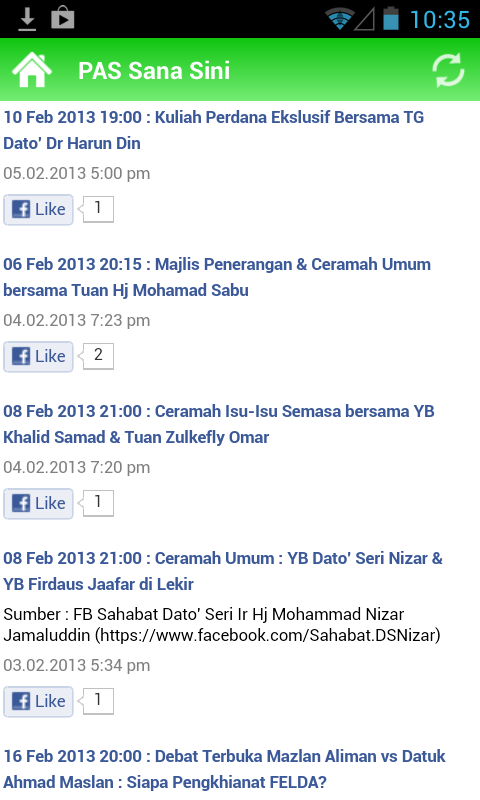 10:35
PAS Sana Sini
10 Feb 2013 19:00 : Kuliah Perdana Ekslusif Bersama TG
Dato' Dr Harun Din
05.02.2013 5:00 pm
Like 1
06 Feb 2013 20:15 : Majlis Penerangan & Ceramah Umum
bersama Tuan Hj Mohamad Sabu
04.02.2013 7:23 pm
Like 2
08 Feb 2013 21:00 : Ceramah Isu-Isu Semasa bersama YB
Khalid Samad & Tuan Zulkefly Omar
04.02.2013 7:20 pm
Like 1
08 Feb 2013 21:00 : Ceramah Umum : YB Dato' Seri Nizar &
YB Firdaus Jaafar di Lekir
Sumber : FB Sahabat Dato' Seri Ir Hj Mohammad Nizar
Jamaluddin (https://www.facebook.com/Sahabat.DSNizar)
03.02.2013 5:34 pm
Like 1
16 Feb 2013 20:00 : Debat Terbuka Mazlan Aliman vs Datuk
Ahmad Maslan : Siapa Pengkhianat FELDA?